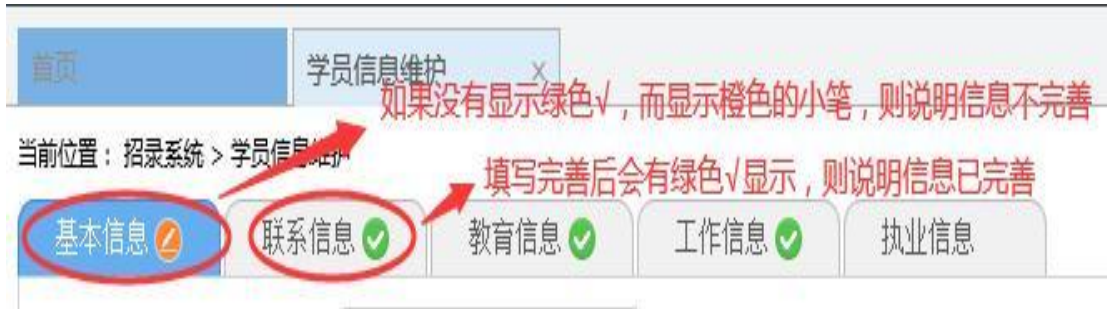 首页
学员信息维护 ×
如果没有显示绿色√，而显示橙色的小笔，则说明信息不完善
当前位置：招录系统 > 学员信息维护
填写完善后会有绿色√显示，则说明信息已完善
基本信息
联系信息
教育信息
工作信息
执业信息